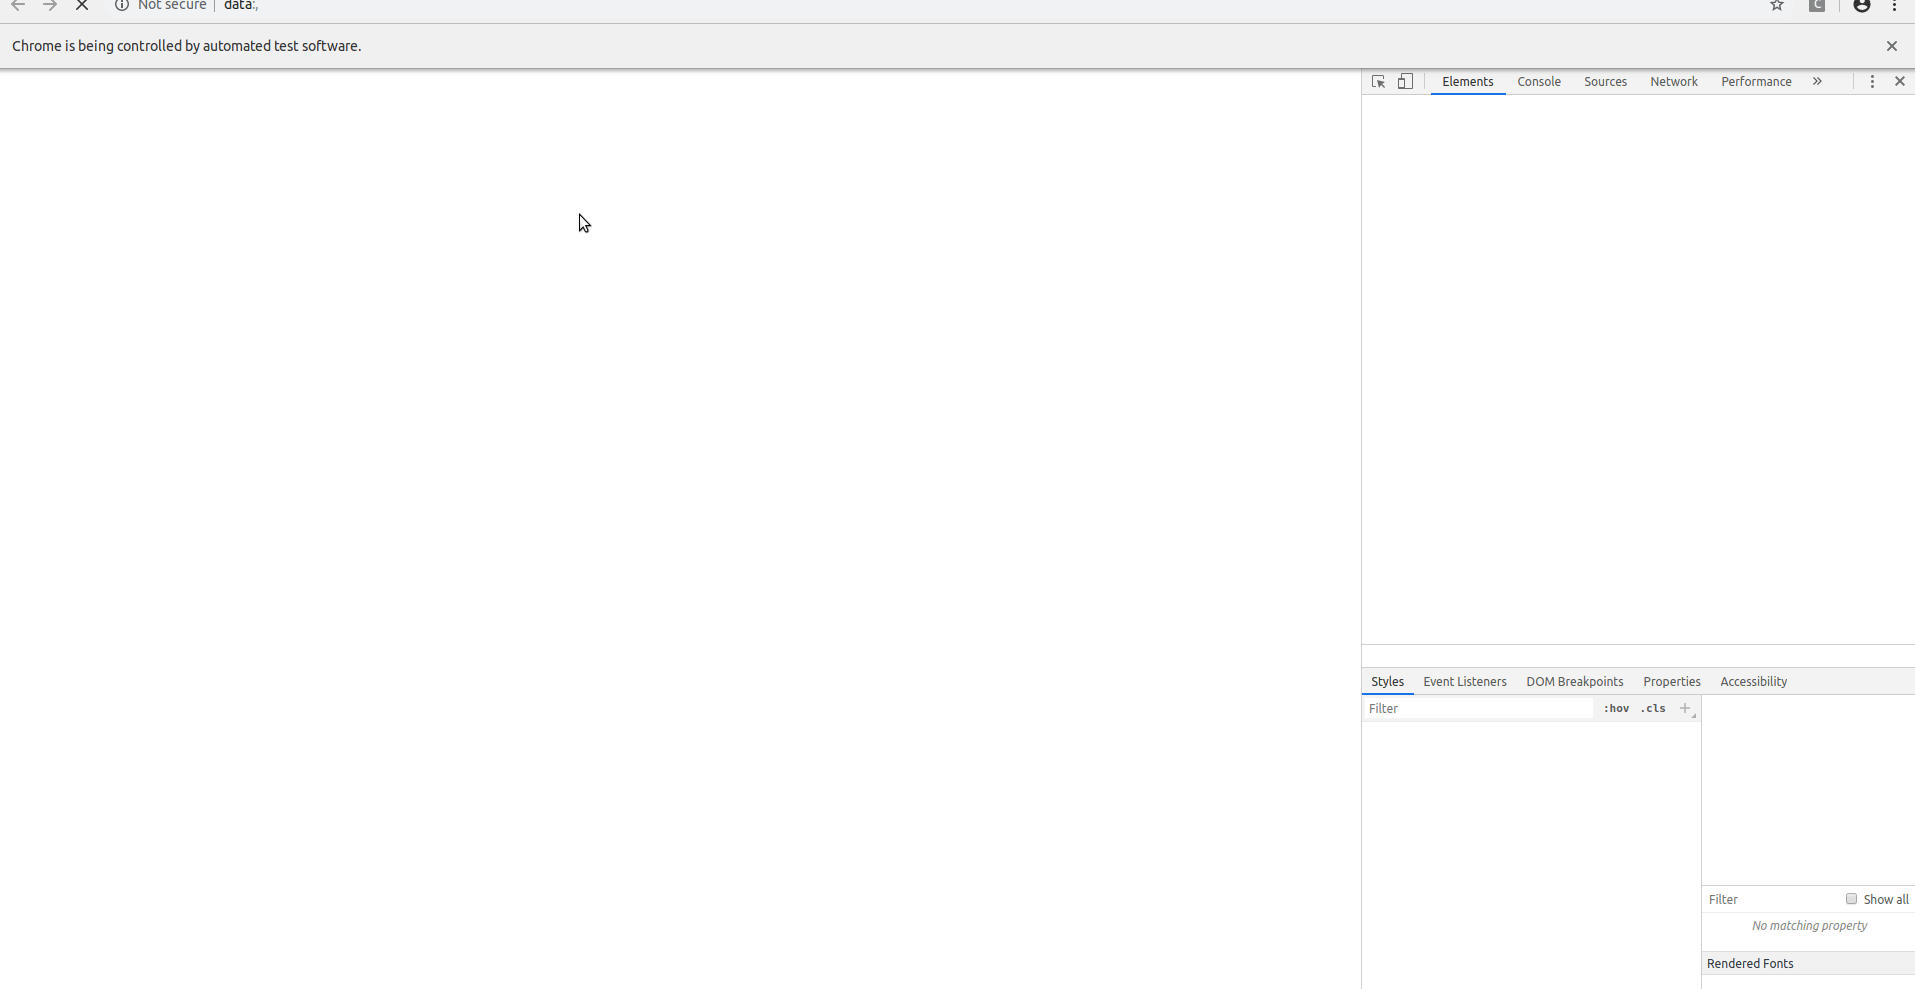 Not secure | data:,
C
Chrome is being controlled by automated test software.
Elements Console Sources Network Performance »
Styles Event Listeners DOM Breakpoints Properties Accessibility
Filter :hov .cls +
Filter Show all
No matching property
Rendered Fonts